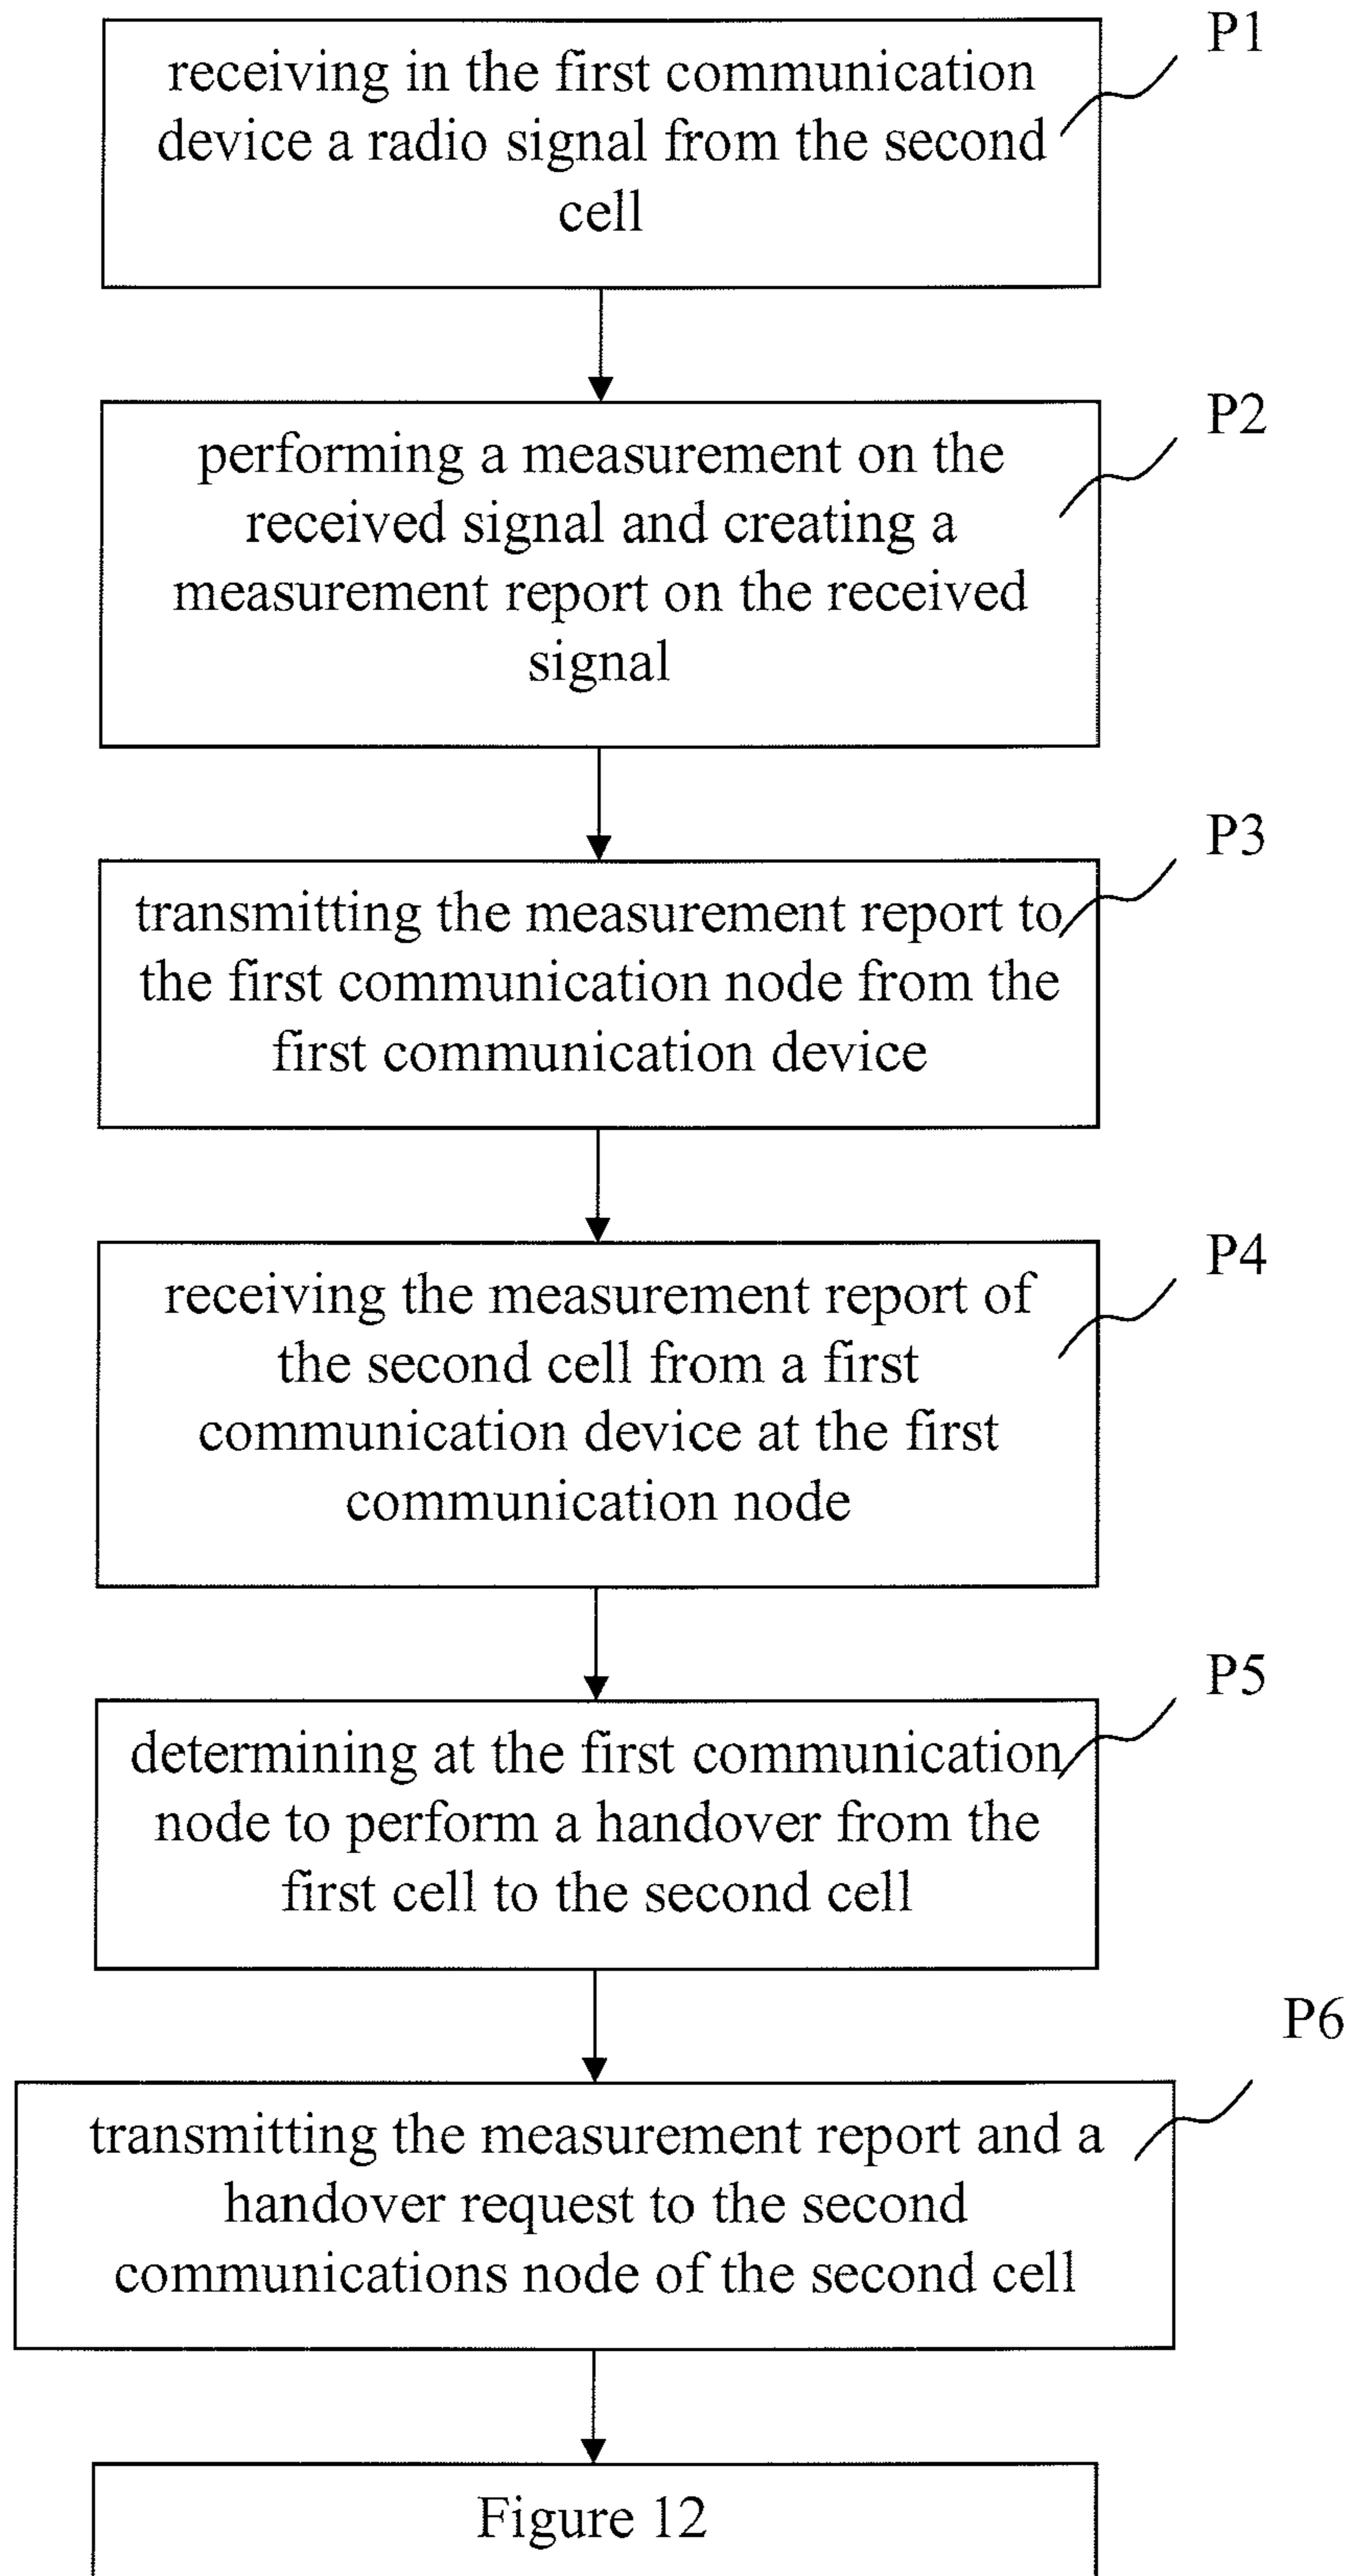 P1
receiving in the first communication
device a radio signal from the second
cell
P2
performing a measurement on the
received signal and creating a
measurement report on the received
signal
P3
transmitting the measurement report to
the first communication node from the
first communication device
P4
receiving the measurement report of
the second cell from a first
communication device at the first
communication node
P5
determining at the first communication
node to perform a handover from the
first cell to the second cell
P6
transmitting the measurement report and a
handover request to the second
communications node of the second cell
Figure 12